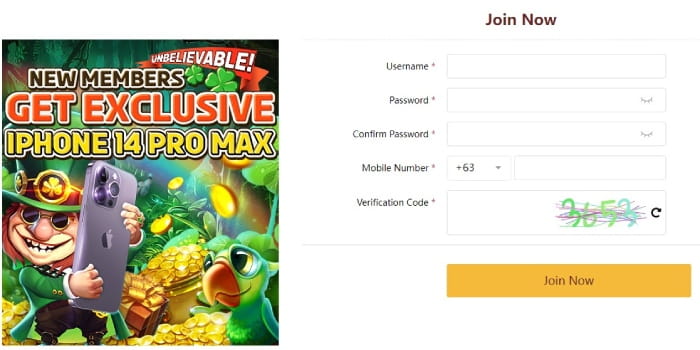 UNBELIEVABLE!
NEW MEMBERS
GET EXCLUSIVE
IPHONE 14 PRO MAX
Join Now
Username *
Password *
Confirm Password *
Mobile Number *
+63
Verification Code *
3653
Join Now